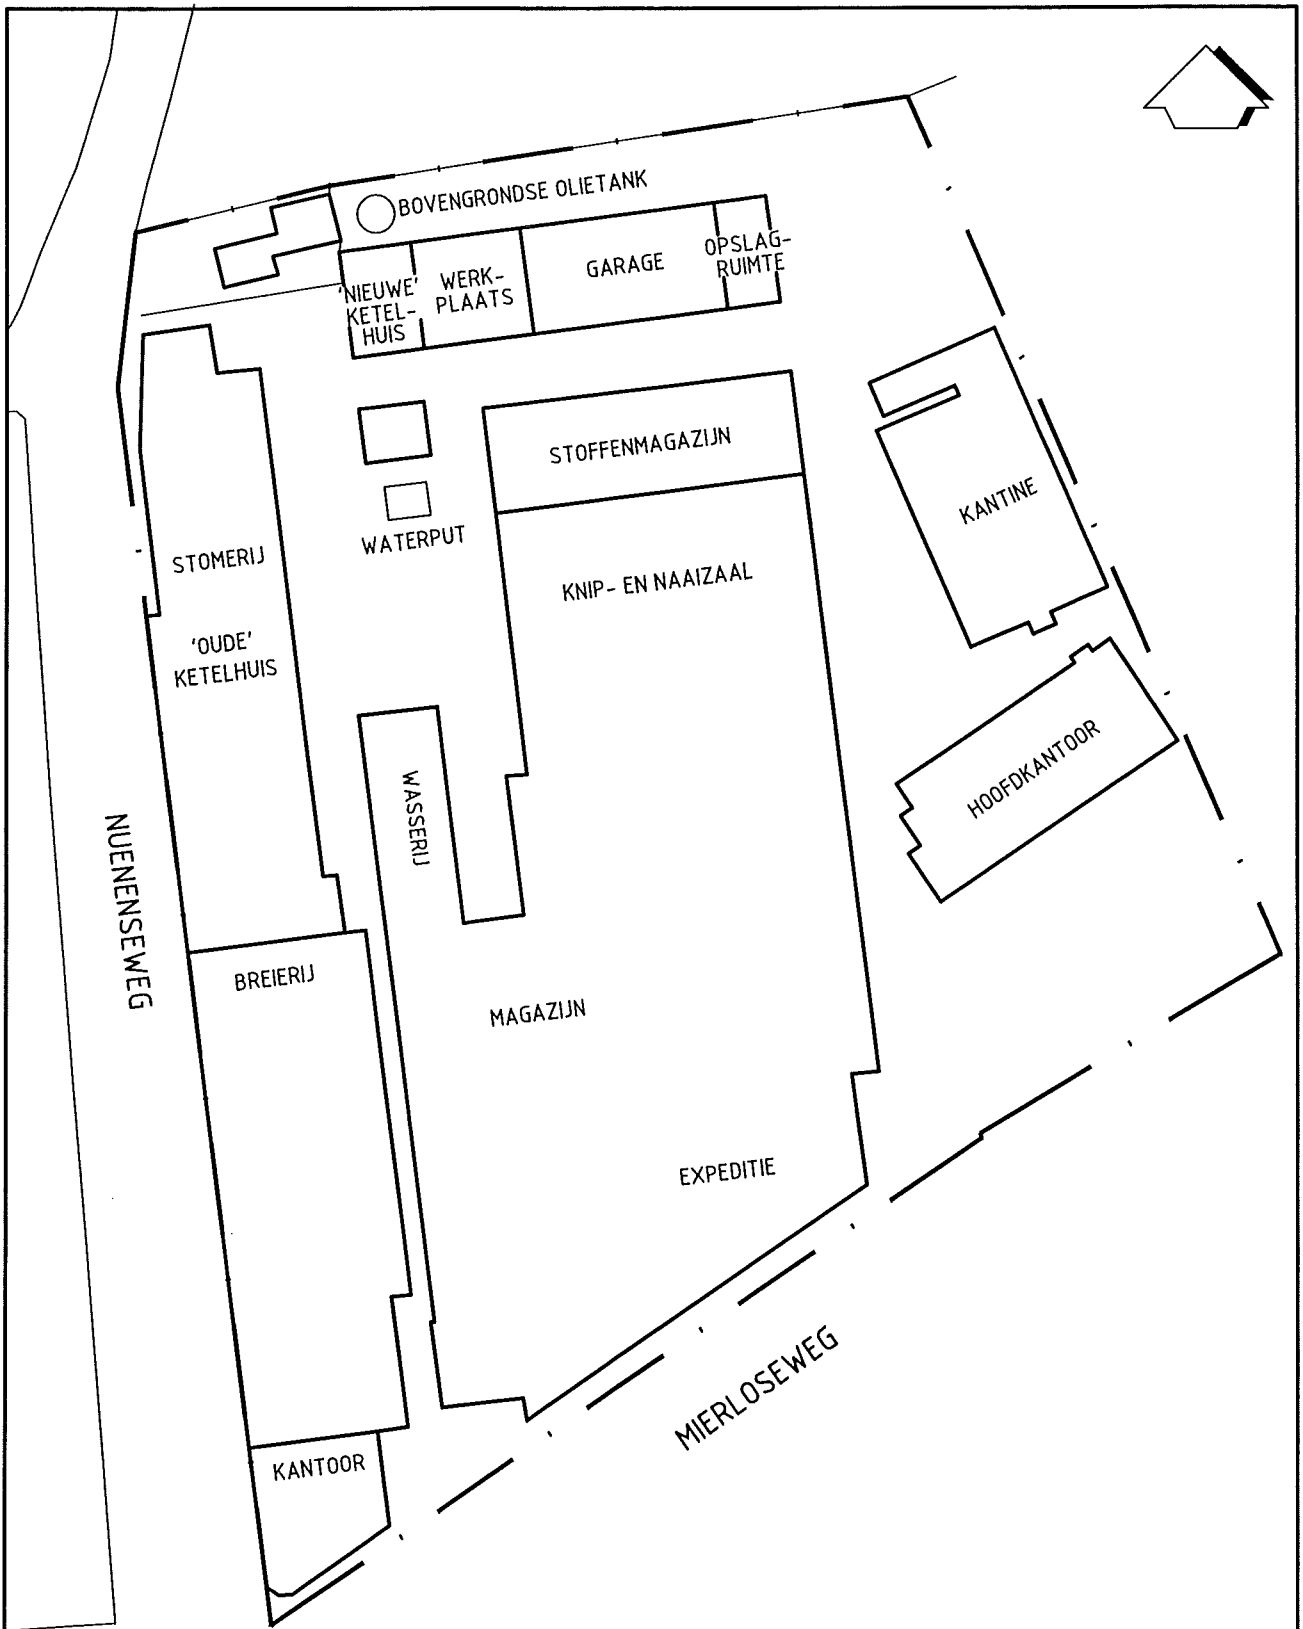 BOVENGRONDSE OLIETANK
'NIEUWE'
KETEL-
HUIS
WERK-
PLAATS
GARAGE
OPSLAG-
RUIMTE
STOFFENMAGAZIJN
KANTINE
WATERPUT
STOMERIJ
KNIP- EN NAAIZAAL
'OUDE'
KETELHUIS
HOOFDKANTOOR
WASSERIJ
NUENENSEWEG
BREIERIJ
MAGAZIJN
EXPEDITIE
MIERLOSEWEG
KANTOOR